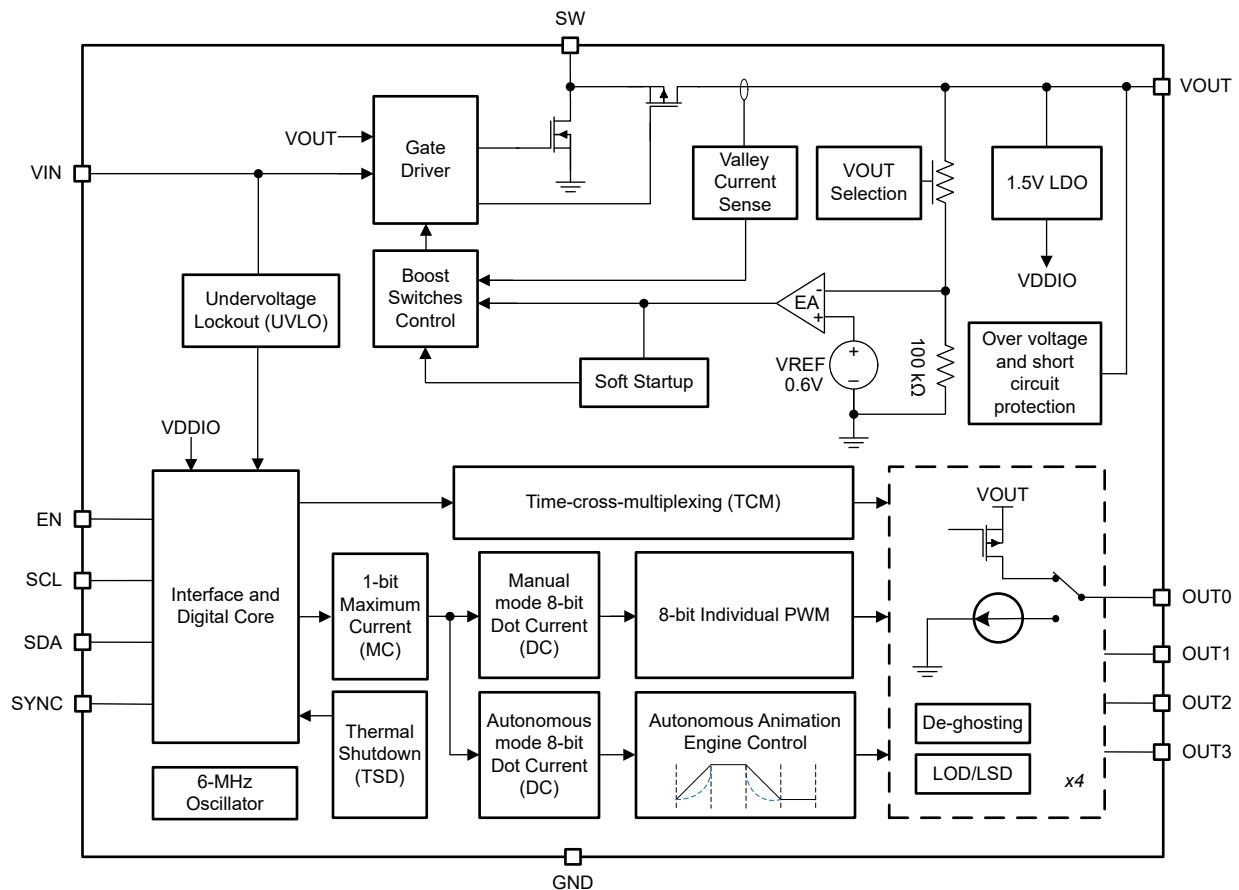 SW
VOUT
VIN
VOUT
Gate
Driver
Valley
Current
Sense
VOUT
Selection
1.5V LDO
VDDIO
Undervoltage
Lockout (UVLO)
Boost
Switches
Control
EA
-
+
VREF
0.6V
+
–
100 kΩ
Over voltage
and short
circuit
protection
Soft Startup
VDDIO
EN
SCL
SDA
SYNC
Interface and
Digital Core
Time-cross-multiplexing (TCM)
1-bit
Maximum
Current
(MC)
Manual
mode 8-bit
Dot Current
(DC)
8-bit Individual PWM
Thermal
Shutdown
(TSD)
Autonomous
mode 8-bit
Dot Current
(DC)
Autonomous Animation
Engine Control
6-MHz
Oscillator
VOUT
De-ghosting
LOD/LSD
x4
OUT0
OUT1
OUT2
OUT3
GND